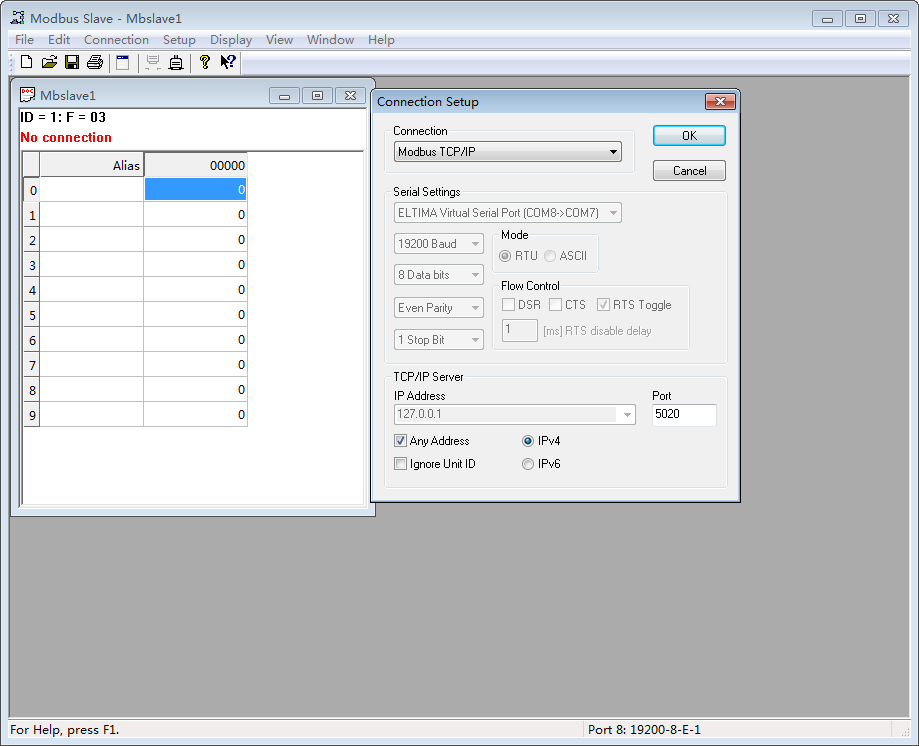 Modbus Slave - Mbslave1
File Edit Connection Setup Display View Window Help
Mbslave1
ID = 1: F = 03
No connection
Alias 00000
0 0
1 0
2 0
3 0
4 0
5 0
6 0
7 0
8 0
9 0
Connection Setup
Connection
Modbus TCP/IP
OK
Cancel
Serial Settings
ELTIMA Virtual Serial Port (COM8->COM7)
19200 Baud
8 Data bits
Even Parity
1 Stop Bit
Mode
RTU ASCII
Flow Control
DSR CTS RTS Toggle
1 [ms] RTS disable delay
TCP/IP Server
IP Address Port
127.0.0.1 5020
Any Address IPv4
Ignore Unit ID IPv6
For Help, press F1. Port 8: 19200-8-E-1